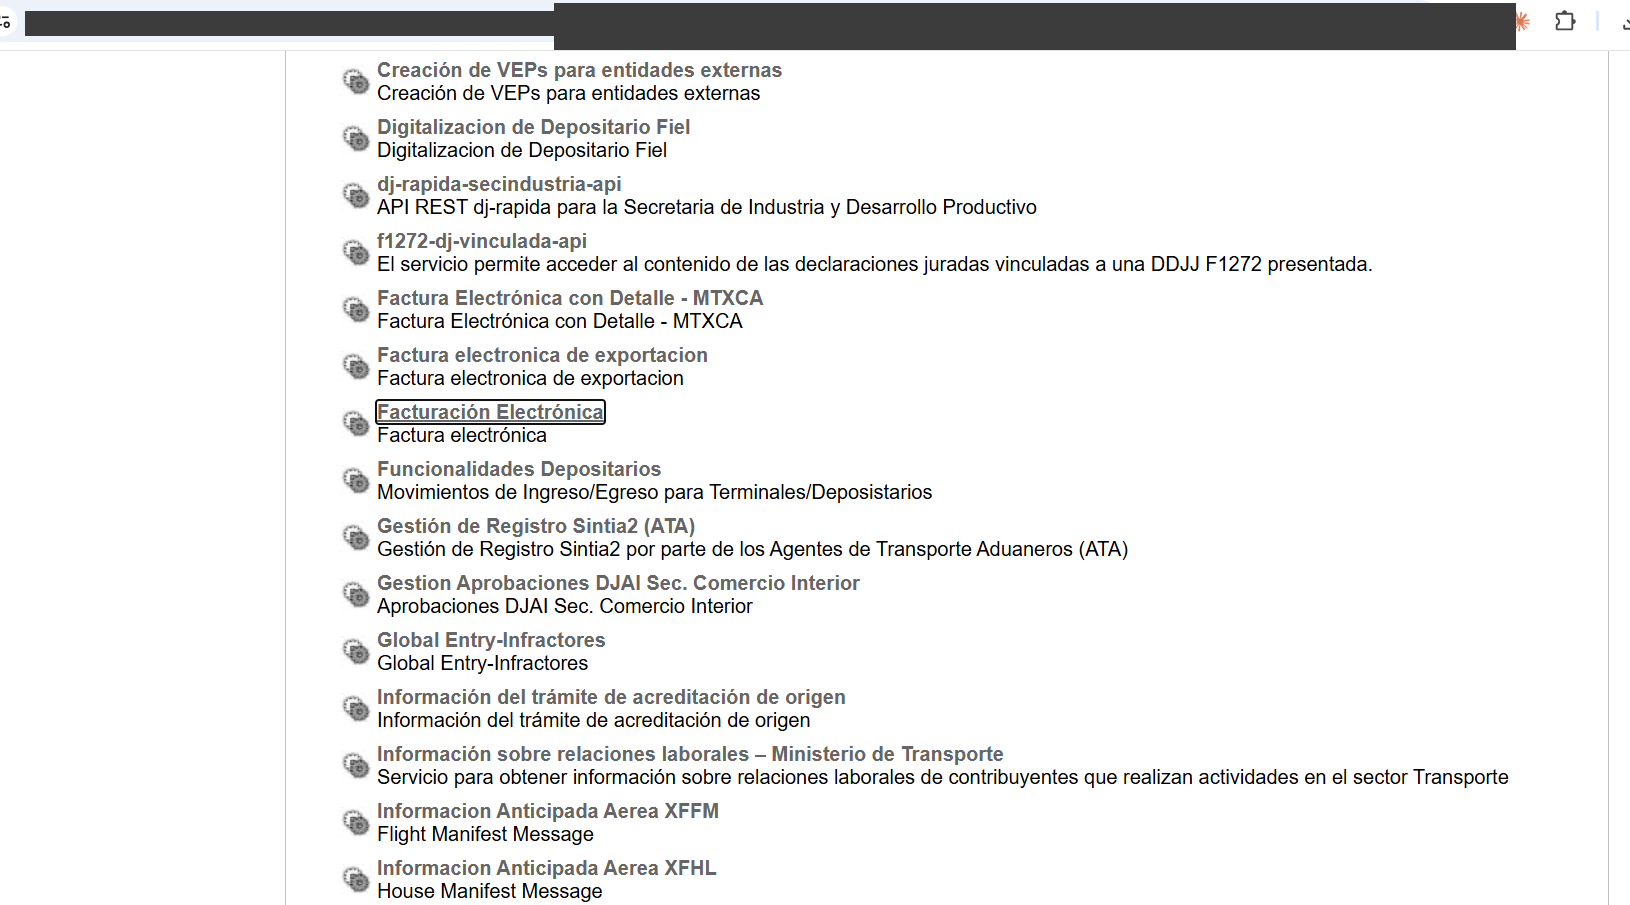 Creación de VEPs para entidades externas
Creación de VEPs para entidades externas
Digitalizacion de Depositario Fiel
Digitalizacion de Depositario Fiel
dj-rapida-secindustria-api
API REST dj-rapida para la Secretaria de Industria y Desarrollo Productivo
f1272-dj-vinculada-api
El servicio permite acceder al contenido de las declaraciones juradas vinculadas a una DDJJ F1272 presentada.
Factura Electrónica con Detalle - MTXCA
Factura Electrónica con Detalle - MTXCA
Factura electronica de exportacion
Factura electronica de exportacion
Facturación Electrónica
Factura electrónica
Funcionalidades Depositarios
Movimientos de Ingreso/Egreso para Terminales/Deposistarios
Gestión de Registro Sintia2 (ATA)
Gestión de Registro Sintia2 por parte de los Agentes de Transporte Aduaneros (ATA)
Gestion Aprobaciones DJAI Sec. Comercio Interior
Aprobaciones DJAI Sec. Comercio Interior
Global Entry-Infractores
Global Entry-Infractores
Información del trámite de acreditación de origen
Información del trámite de acreditación de origen
Información sobre relaciones laborales – Ministerio de Transporte
Servicio para obtener información sobre relaciones laborales de contribuyentes que realizan actividades en el sector Transporte
Informacion Anticipada Aerea XFFM
Flight Manifest Message
Informacion Anticipada Aerea XFHL
House Manifest Message